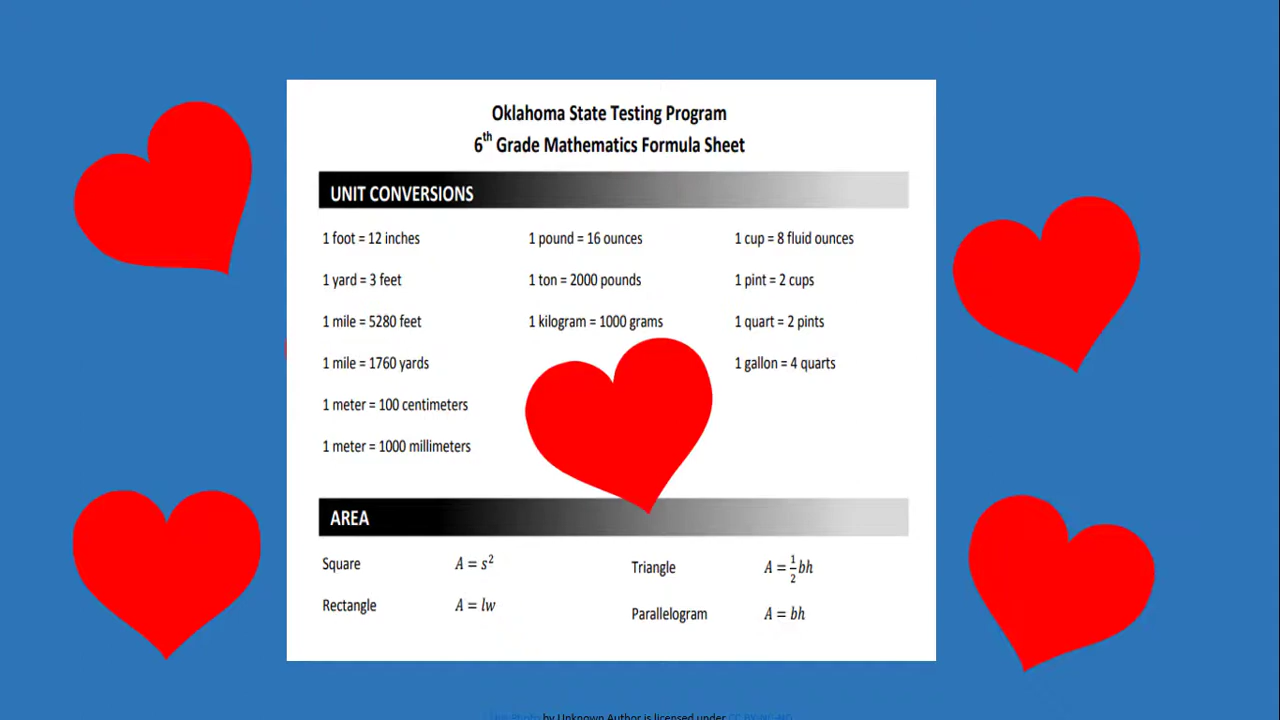 Oklahoma State Testing Program
6th Grade Mathematics Formula Sheet
UNIT CONVERSIONS
1 foot = 12 inches 1 pound = 16 ounces 1 cup = 8 fluid ounces
1 yard = 3 feet 1 ton = 2000 pounds 1 pint = 2 cups
1 mile = 5280 feet 1 kilogram = 1000 grams 1 quart = 2 pints
1 mile = 1760 yards 1 gallon = 4 quarts
1 meter = 100 centimeters
1 meter = 1000 millimeters
AREA
Square A = s² Triangle A = ½bh
Rectangle A = lw Parallelogram A = bh
by Unknown Author is licensed under